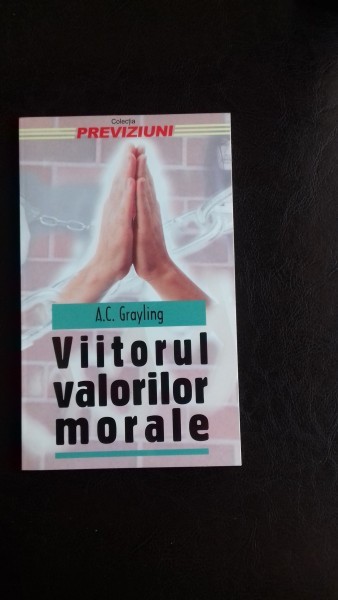 Colecția
PREVIZIUNI
A.C. Grayling
Viitorul
valorilor
morale